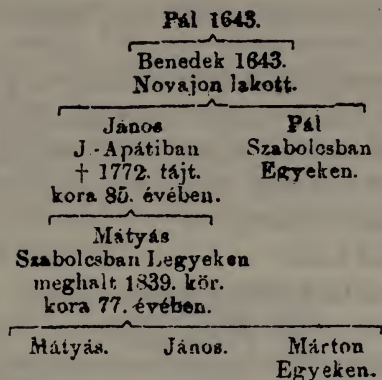 Pál 1643.
Benedek 1643.
Novajon lakott.
János
J.-Apátiban
† 1772. tájt.
kora 85. évében.
Pál
Szabolcsban
Egyeken.
Mátyás
Szabolcsban Legyeken
meghalt 1839. kör.
kora 77. évében.
Mátyás. János. Márton
Egyeken.